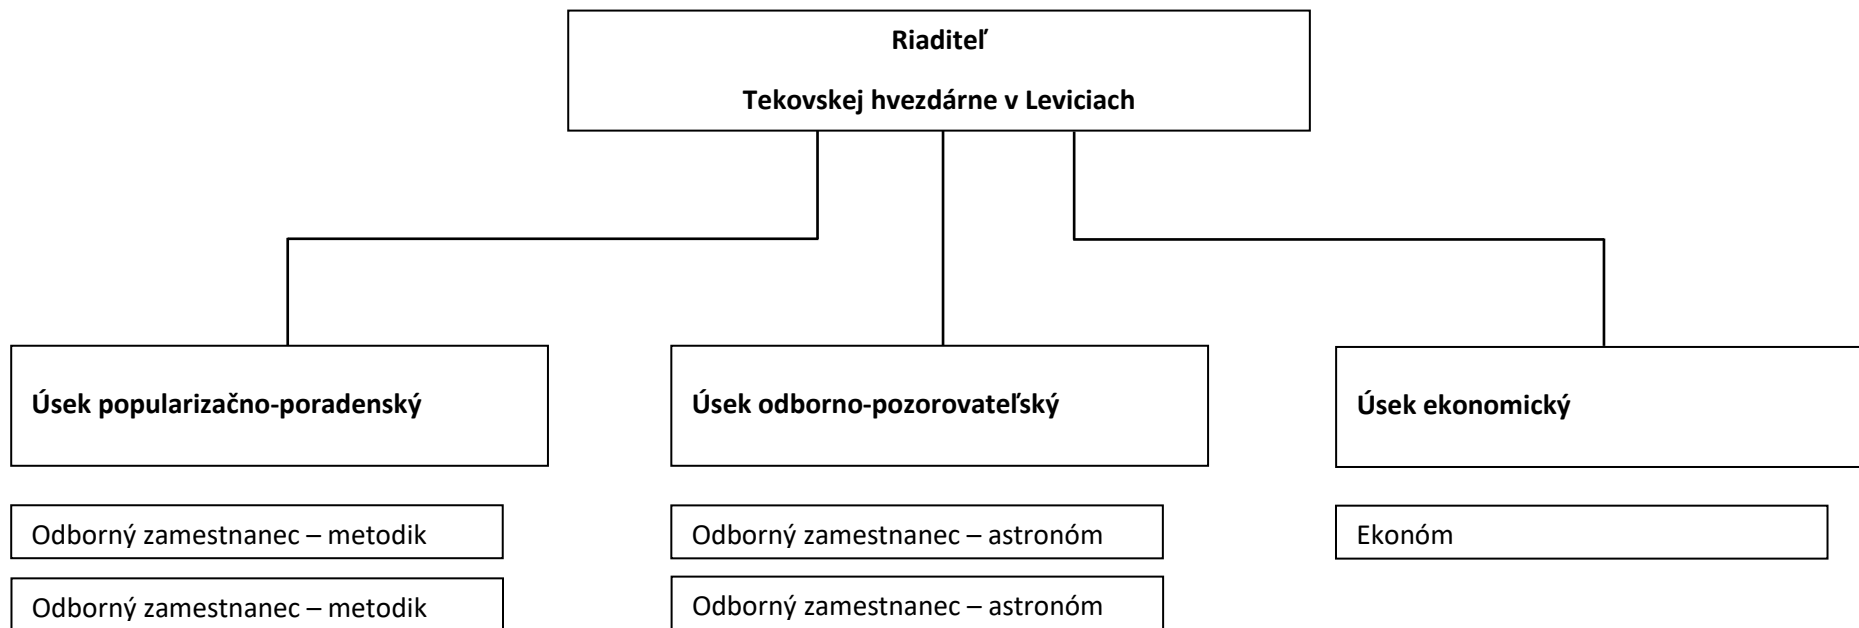 Riaditeľ
Tekovskej hvezdárne v Leviciach
Úsek popularizačno-poradenský
Úsek odborno-pozorovateľský
Úsek ekonomický
Odborný zamestnanec – metodik
Odborný zamestnanec – astronóm
Ekonóm
Odborný zamestnanec – metodik
Odborný zamestnanec – astronóm